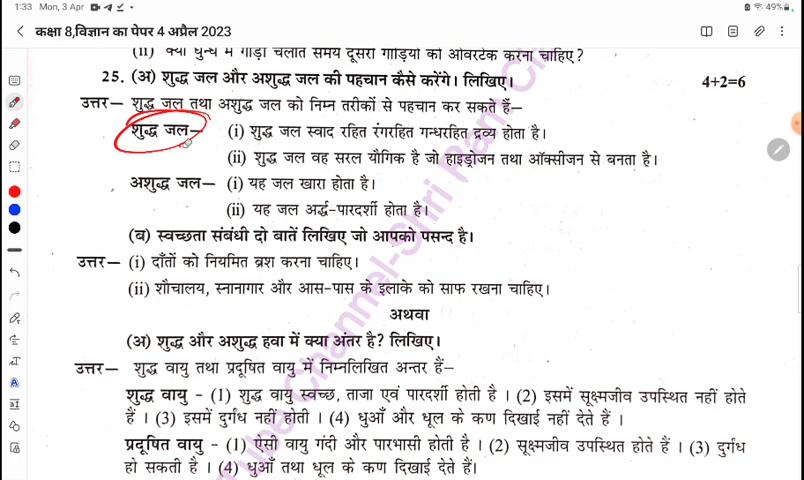 1:33 Mon, 3 Apr 49%
कक्षा 8,विज्ञान का पेपर 4 अप्रैल 2023
(ii) क्या धुन्ध में गाड़ी चलाते समय दूसरी गाड़ियों को ओवरटेक करना चाहिए?
25. (अ) शुद्ध जल और अशुद्ध जल की पहचान कैसे करेंगे। लिखिए। 4+2=6
उत्तर— शुद्ध जल तथा अशुद्ध जल को निम्न तरीकों से पहचान कर सकते हैं—
शुद्ध जल— (i) शुद्ध जल स्वाद रहित रंगरहित गन्धरहित द्रव्य होता है।
(ii) शुद्ध जल वह सरल यौगिक है जो हाइड्रोजन तथा ऑक्सीजन से बनता है।
अशुद्ध जल— (i) यह जल खारा होता है।
(ii) यह जल अर्द्ध-पारदर्शी होता है।
(ब) स्वच्छता संबंधी दो बातें लिखिए जो आपको पसन्द है।
उत्तर— (i) दाँतों को नियमित ब्रश करना चाहिए।
(ii) शौचालय, स्नानागार और आस-पास के इलाके को साफ रखना चाहिए।
अथवा
(अ) शुद्ध और अशुद्ध हवा में क्या अंतर है? लिखिए।
उत्तर— शुद्ध वायु तथा प्रदूषित वायु में निम्नलिखित अन्तर हैं—
शुद्ध वायु - (1) शुद्ध वायु स्वच्छ, ताजा एवं पारदर्शी होती है । (2) इसमें सूक्ष्मजीव उपस्थित नहीं होते
हैं । (3) इसमें दुर्गंध नहीं होती । (4) धुआँ और धूल के कण दिखाई नहीं देते हैं ।
प्रदूषित वायु - (1) ऐसी वायु गंदी और पारभासी होती है । (2) सूक्ष्मजीव उपस्थित होते हैं । (3) दुर्गंध
हो सकती है । (4) धुआँ तथा धूल के कण दिखाई देते हैं।
Channel-Shri Ram